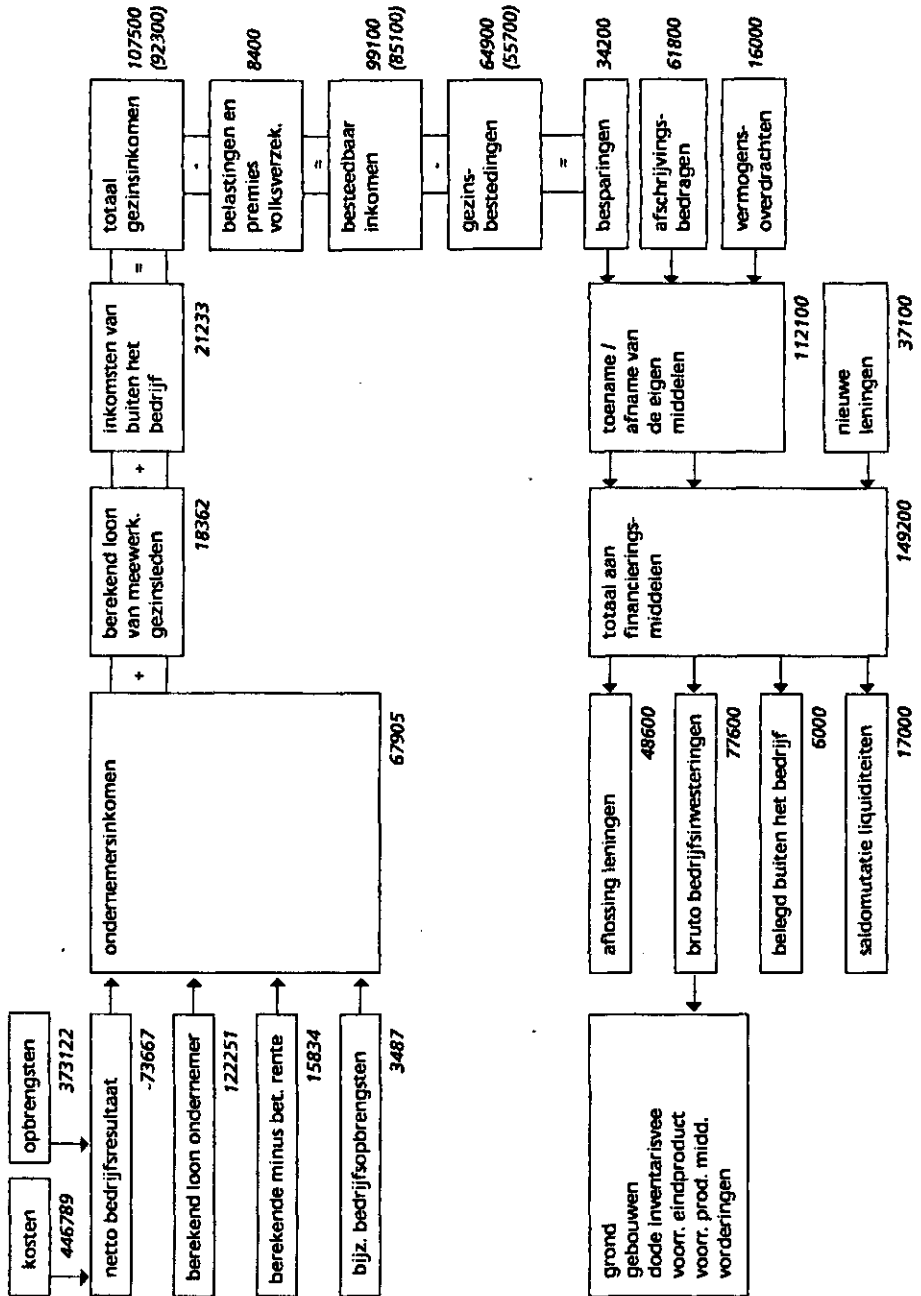 kosten
446789
opbrengsten
373122
netto bedrijfsresultaat
-73667
berekend loon ondernemer
122251
berekende minus bet. rente
15834
bijz. bedrijfsopbrengsten
3487
ondernemersinkomen
67905
+
berekend loon
van meewerk.
gezinsleden
18362
+
inkomsten van
buiten het
bedrijf
21233
=
totaal
gezinsinkomen
107500
(92300)
-
belastingen en
premies
volksverzek.
8400
=
besteedbaar
inkomen
99100
(85100)
-
gezins-
bestedingen
64900
(55700)
=
besparingen
34200
afschrijvings-
bedragen
61800
vermogens-
overdrachten
16000
toename /
afname van
de eigen
middelen
112100
nieuwe
leningen
37100
totaal aan
financierings-
middelen
149200
aflossing leningen
48600
bruto bedrijfsinvesteringen
77600
belegd buiten het bedrijf
6000
saldomutatie liquiditeiten
17000
grond
gebouwen
dode inventarisvee
voorr. eindproduct
voorr. prod. midd.
vorderingen